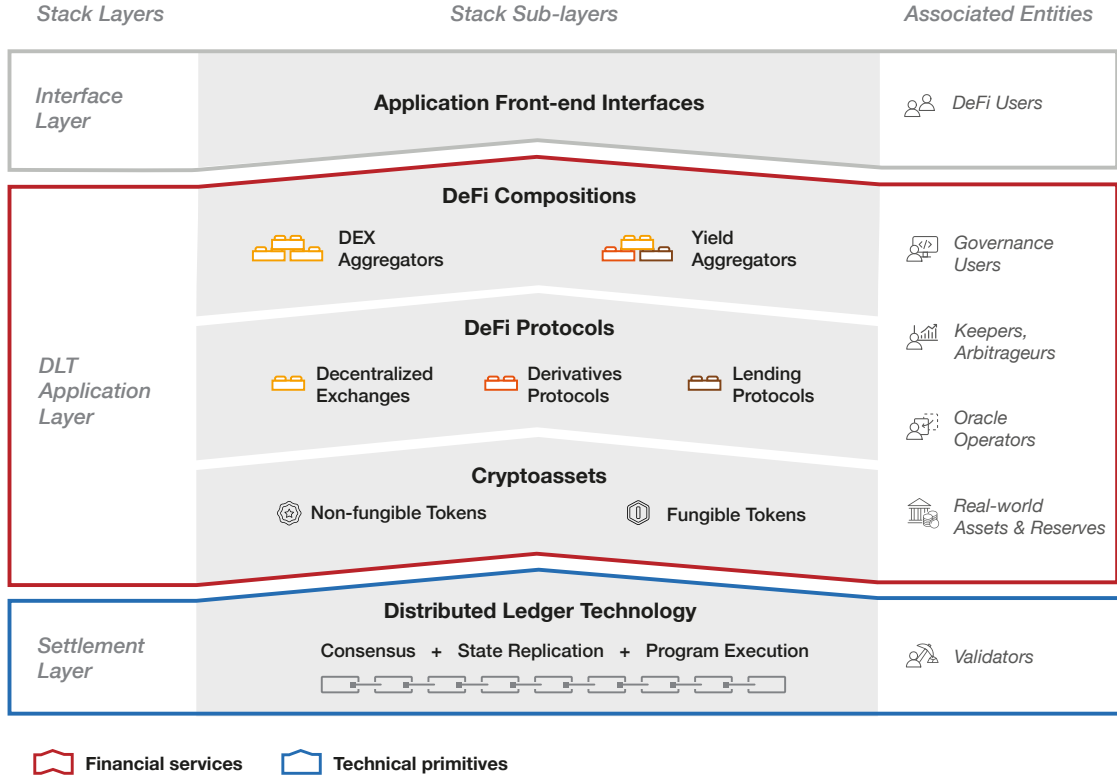 Stack Layers
Stack Sub-layers
Associated Entities
Interface
Layer
Application Front-end Interfaces
DeFi Users
DLT
Application
Layer
DeFi Compositions
DEX
Aggregators
Yield
Aggregators
DeFi Protocols
Decentralized
Exchanges
Derivatives
Protocols
Lending
Protocols
Cryptoassets
Non-fungible Tokens
Fungible Tokens
Governance
Users
Keepers,
Arbitrageurs
Oracle
Operators
Real-world
Assets & Reserves
Settlement
Layer
Distributed Ledger Technology
Consensus + State Replication + Program Execution
Validators
Financial services
Technical primitives